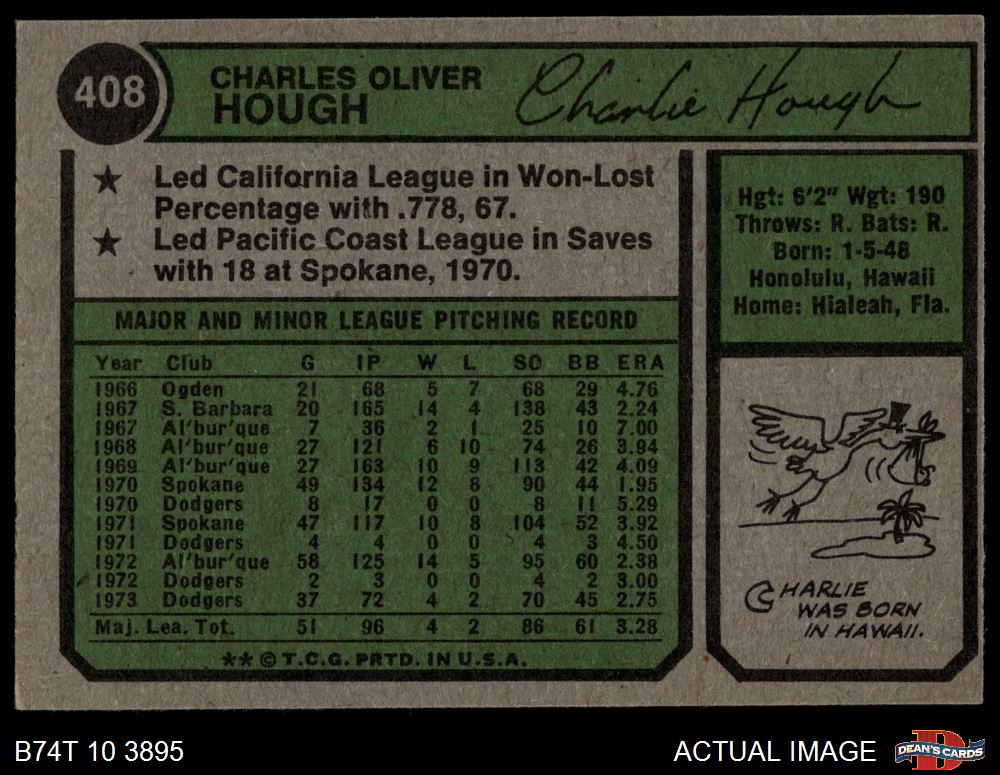 408
CHARLES OLIVER
HOUGH
Charlie Hough
★ Led California League in Won-Lost
Percentage with .778, 67.
★ Led Pacific Coast League in Saves
with 18 at Spokane, 1970.
Hgt: 6'2" Wgt: 190
Throws: R. Bats: R.
Born: 1-5-48
Honolulu, Hawaii
Home: Hialeah, Fla.
MAJOR AND MINOR LEAGUE PITCHING RECORD
Year Club G IP W L SO BB ERA
1966 Ogden 21 68 5 7 68 29 4.76
1967 S. Barbara 20 165 14 4 138 43 2.24
1967 Al'bur'que 7 36 2 1 25 10 7.00
1968 Al'bur'que 27 121 6 10 74 26 3.94
1969 Al'bur'que 27 163 10 9 113 42 4.09
1970 Spokane 49 134 12 8 90 44 1.95
1970 Dodgers 8 17 0 0 8 11 5.29
1971 Spokane 47 117 10 8 104 52 3.92
1971 Dodgers 4 4 0 0 4 3 4.50
1972 Al'bur'que 58 125 14 5 95 60 2.38
1972 Dodgers 2 3 0 0 4 2 3.00
1973 Dodgers 37 72 4 2 70 45 2.75
Maj. Lea. Tot. 51 96 4 2 86 61 3.28
** © T.C.G. PRTD. IN U.S.A.
CHARLIE
WAS BORN
IN HAWAII.
B74T 10 3895
ACTUAL IMAGE
D
DEAN'S CARDS